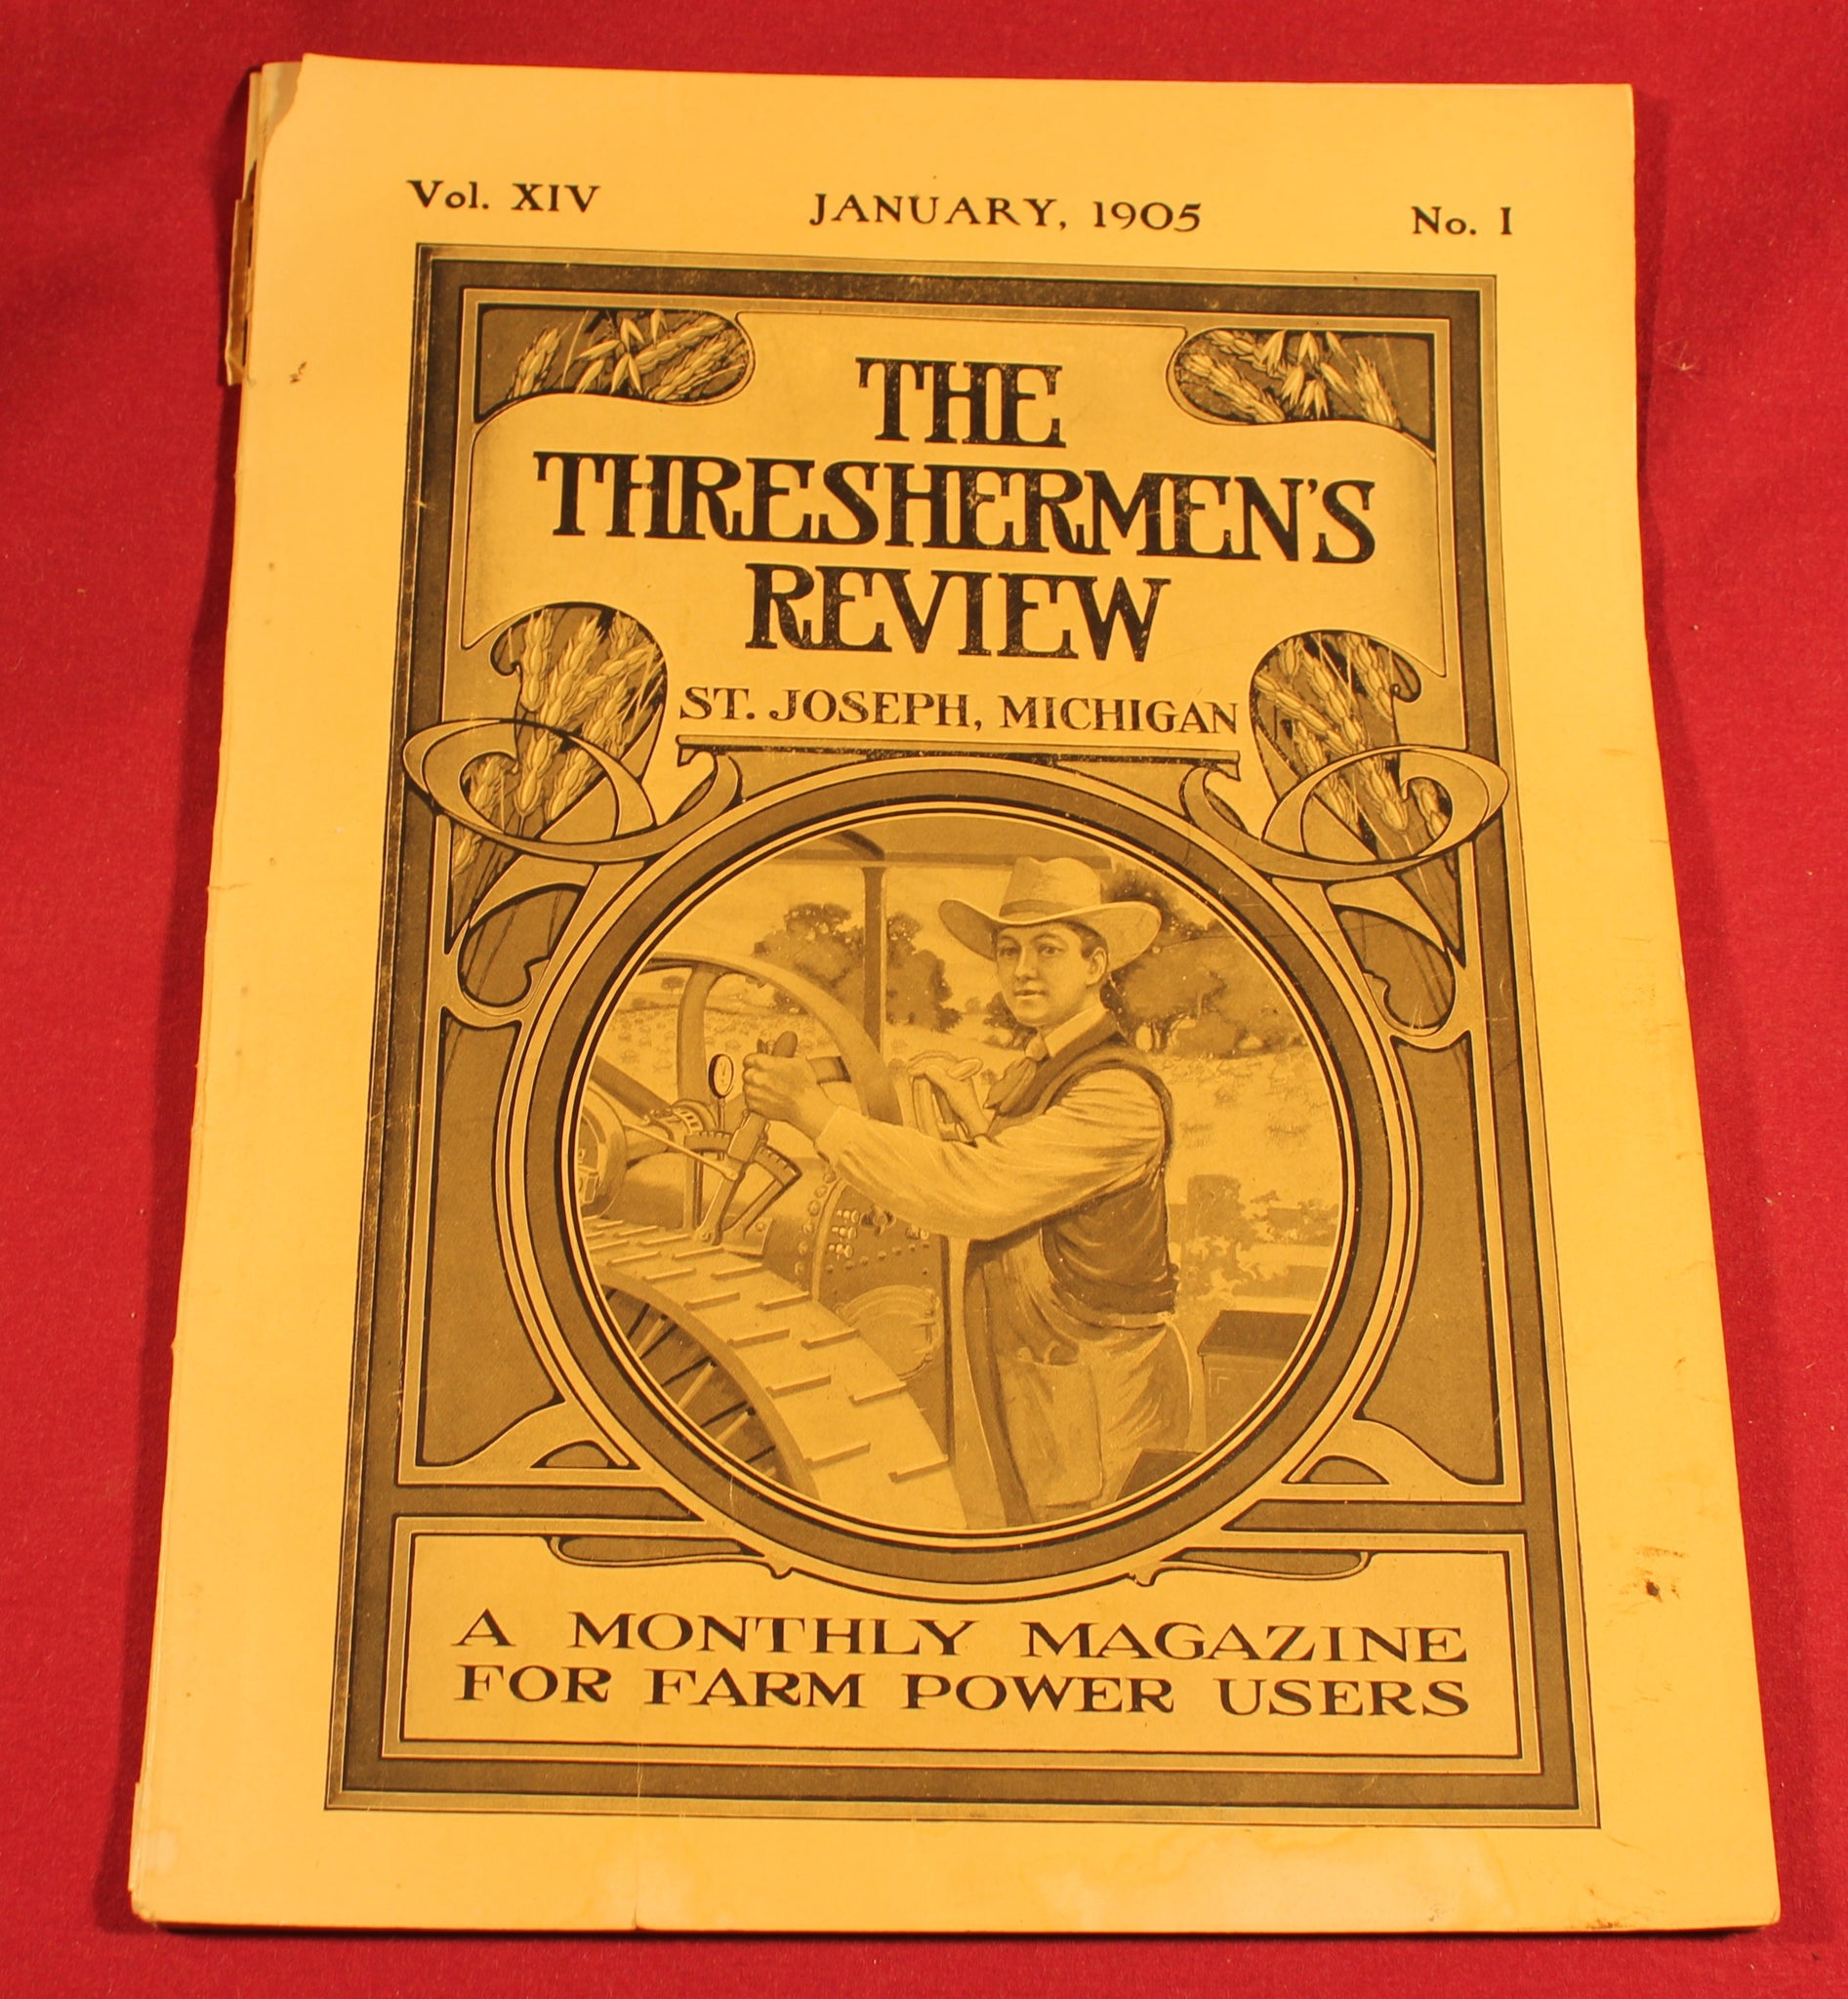 Vol. XIV JANUARY, 1905 No. I
THE
THRESHERMEN'S
REVIEW
ST. JOSEPH, MICHIGAN
A MONTHLY MAGAZINE
FOR FARM POWER USERS